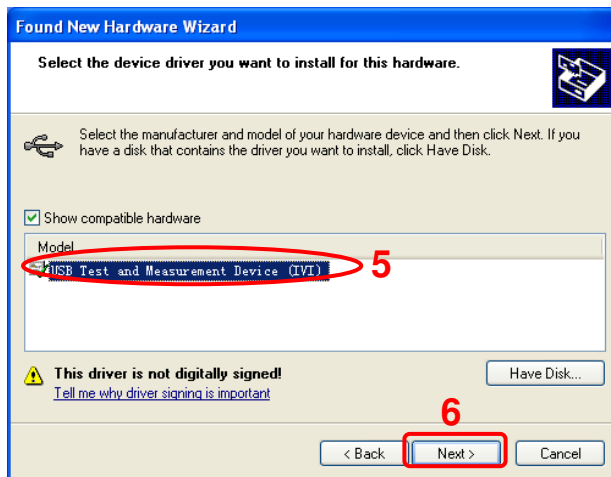 Found New Hardware Wizard
Select the device driver you want to install for this hardware.
Select the manufacturer and model of your hardware device and then click Next. If you
have a disk that contains the driver you want to install, click Have Disk.
Show compatible hardware
Model
USB Test and Measurement Device (IVI)
5
This driver is not digitally signed!
Have Disk...
Tell me why driver signing is important
6
< Back
Next >
Cancel